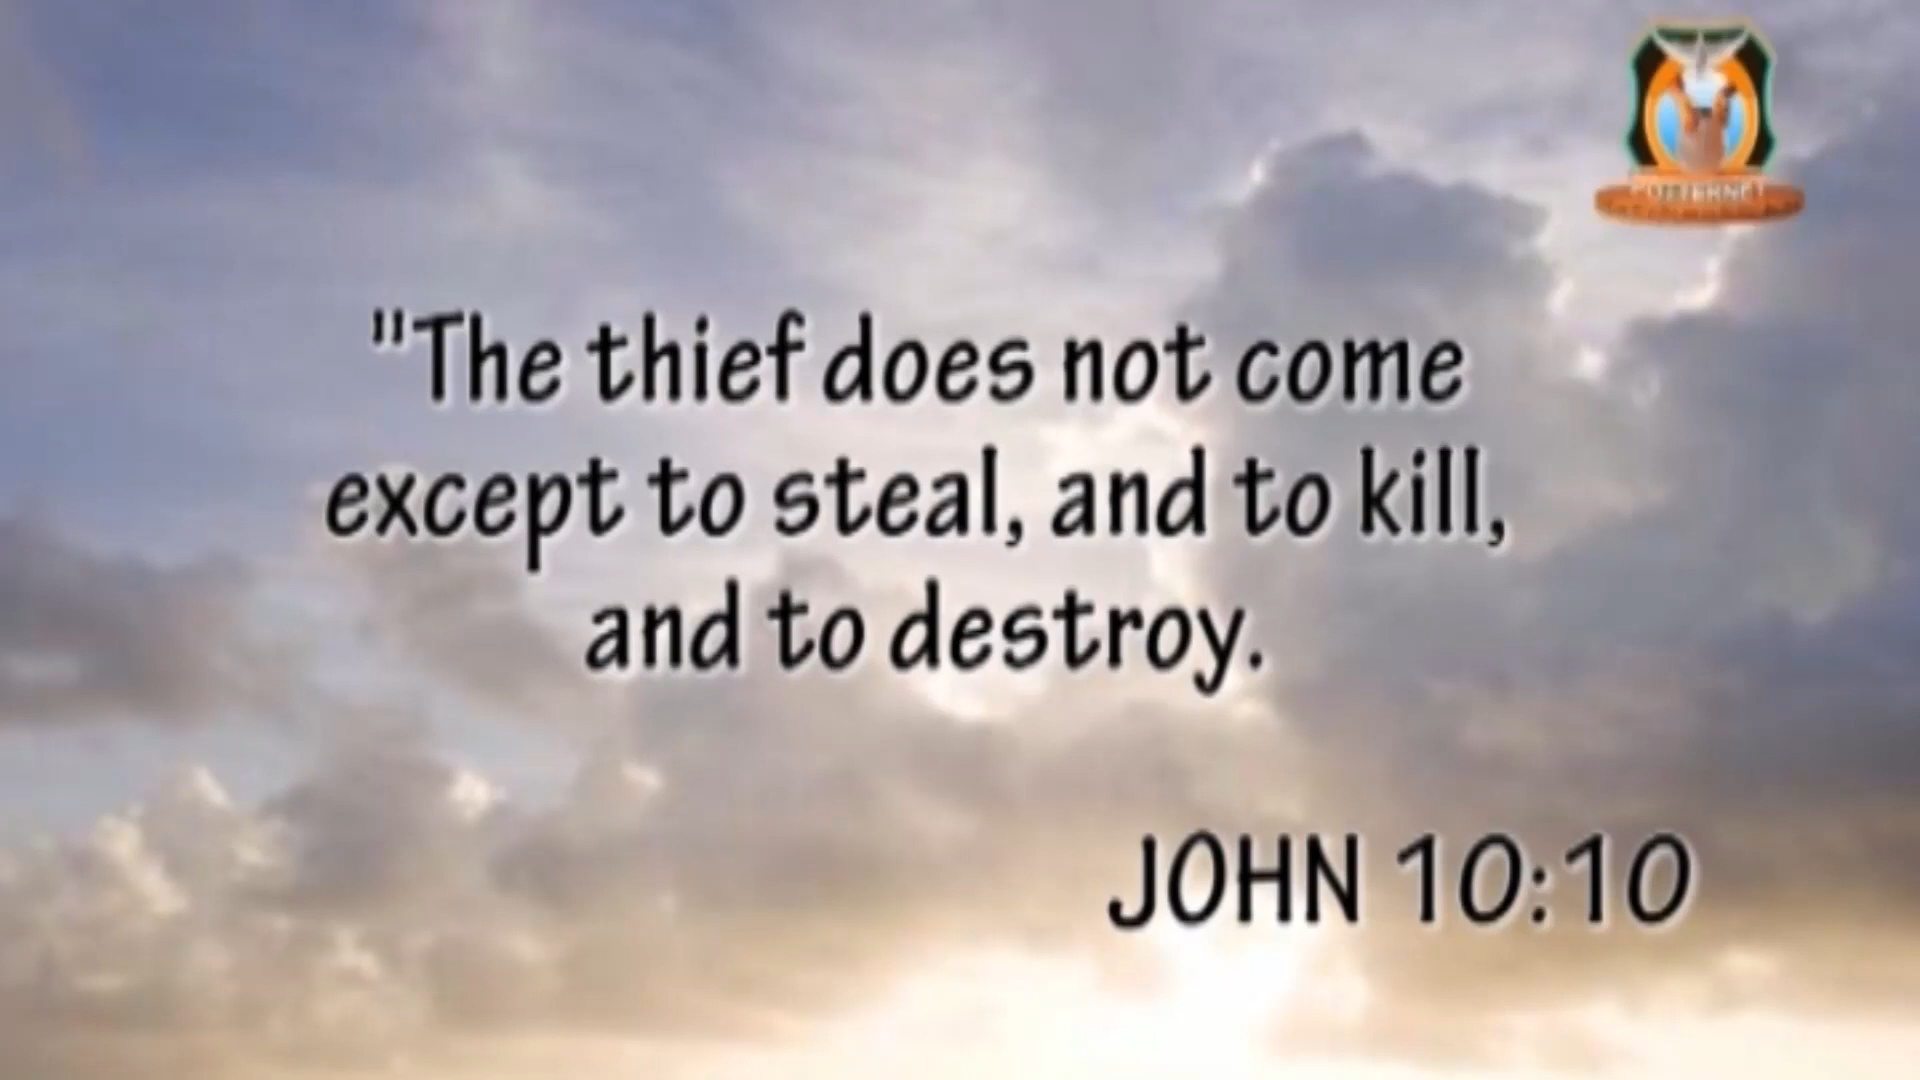 "The thief does not come
except to steal, and to kill,
and to destroy.
JOHN 10:10